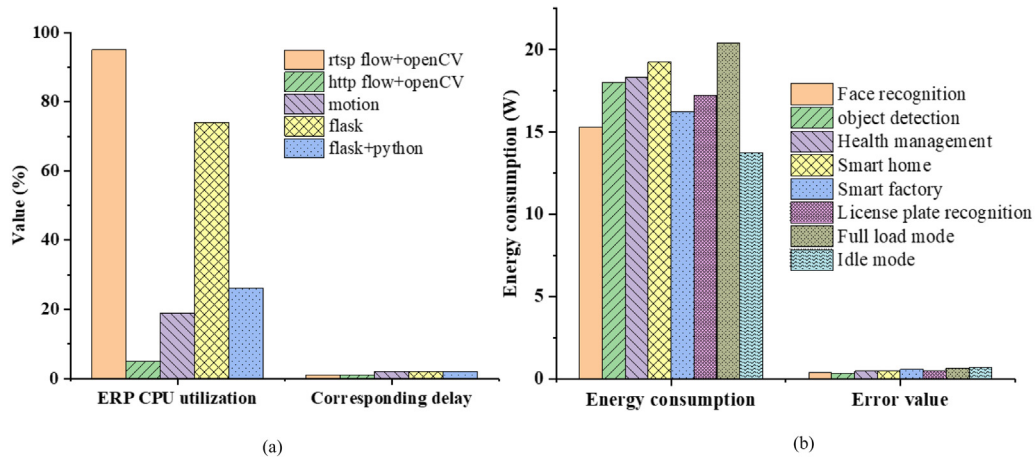 Value (%)
100
80
60
40
20
0
rtsp flow+openCV
http flow+openCV
motion
flask
flask+python
ERP CPU utilization
Corresponding delay
(a)
Energy consumption (W)
20
15
10
5
0
Face recognition
object detection
Health management
Smart home
Smart factory
License plate recognition
Full load mode
Idle mode
Energy consumption
Error value
(b)